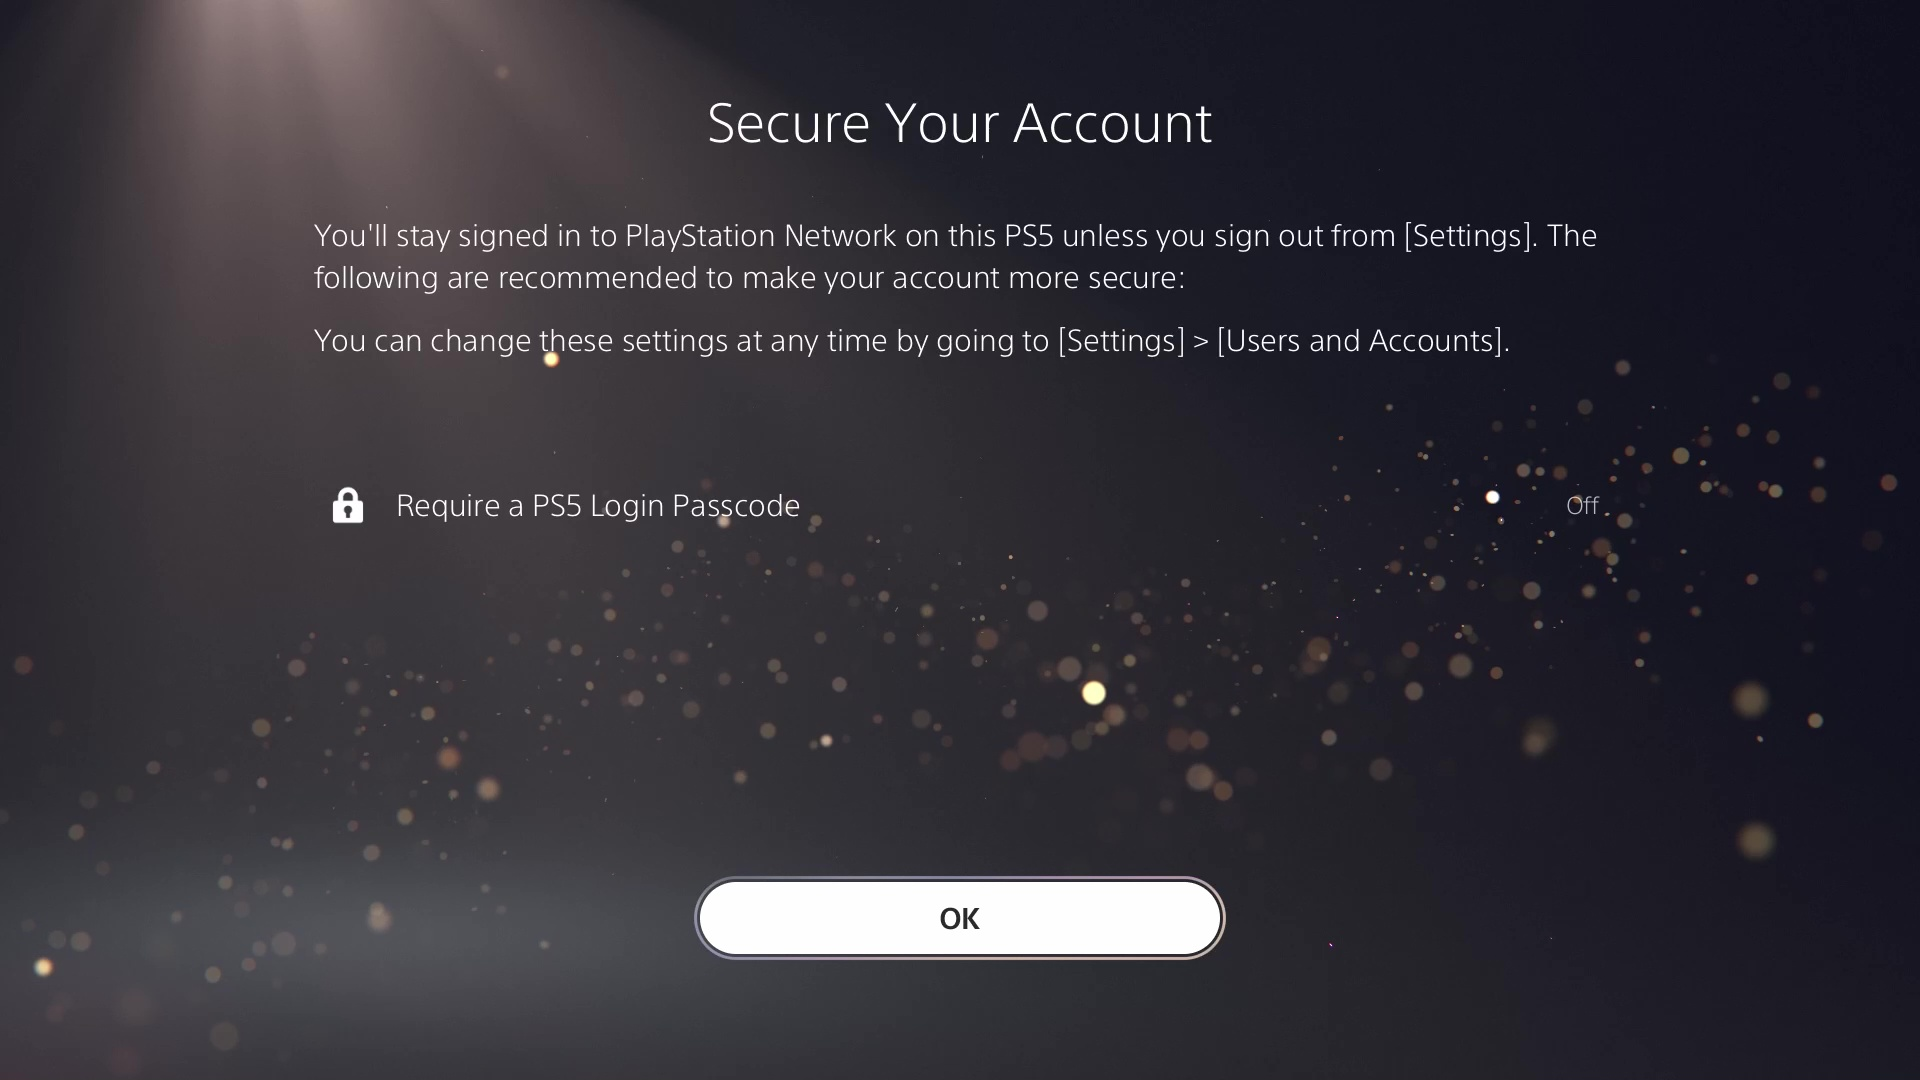 Secure Your Account
You'll stay signed in to PlayStation Network on this PS5 unless you sign out from [Settings]. The
following are recommended to make your account more secure:
You can change these settings at any time by going to [Settings] > [Users and Accounts].
Require a PS5 Login Passcode Off
OK